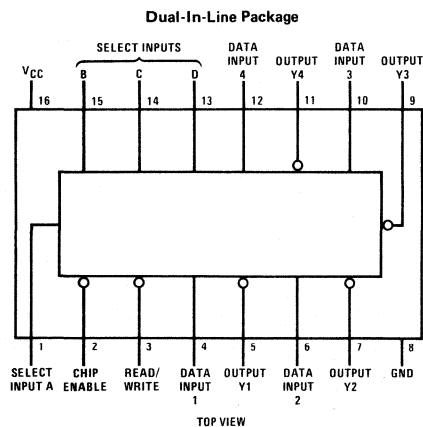 Dual-In-Line Package
SELECT INPUTS
DATA INPUT 4
OUTPUT Y4
DATA INPUT 3
OUTPUT Y3
VCC
B
C
D
16
15
14
13
12
11
10
9
1
2
3
4
5
6
7
8
SELECT INPUT A
CHIP ENABLE
READ/ WRITE
DATA INPUT 1
OUTPUT Y1
DATA INPUT 2
OUTPUT Y2
GND
TOP VIEW